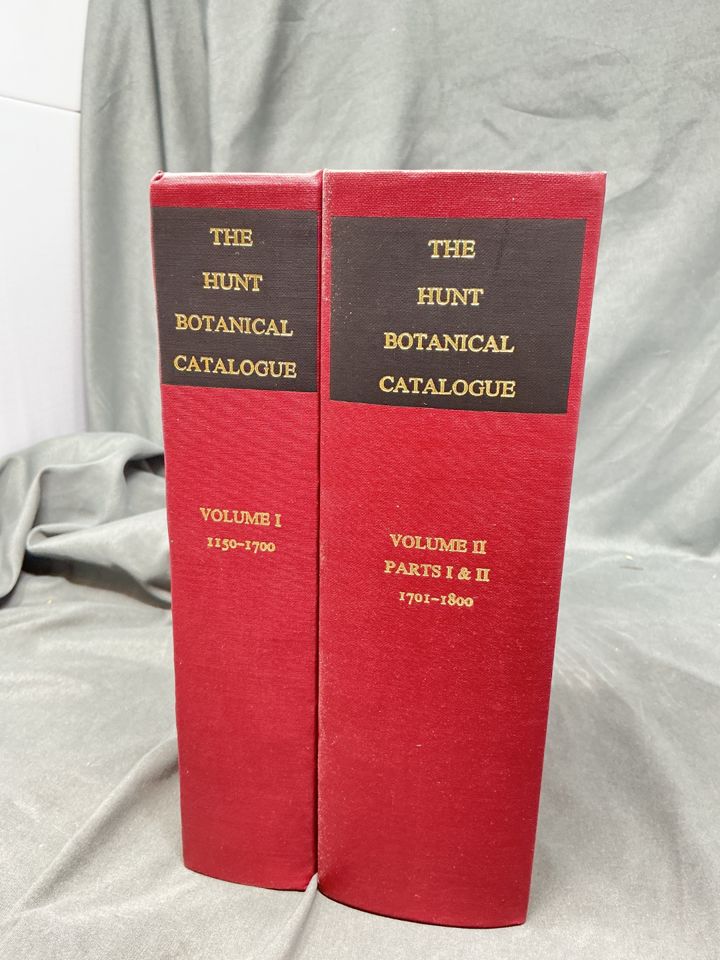 THE
HUNT
BOTANICAL
CATALOGUE
VOLUME I
1150–1700
THE
HUNT
BOTANICAL
CATALOGUE
VOLUME II
PARTS I & II
1701–1800